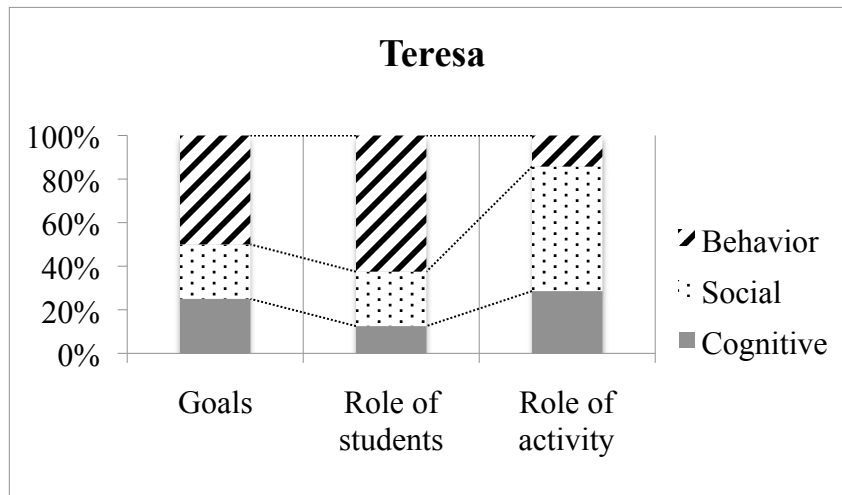 Teresa
100%
80%
60%
40%
20%
0%
Behavior
Social
Cognitive
Goals
Role of
students
Role of
activity